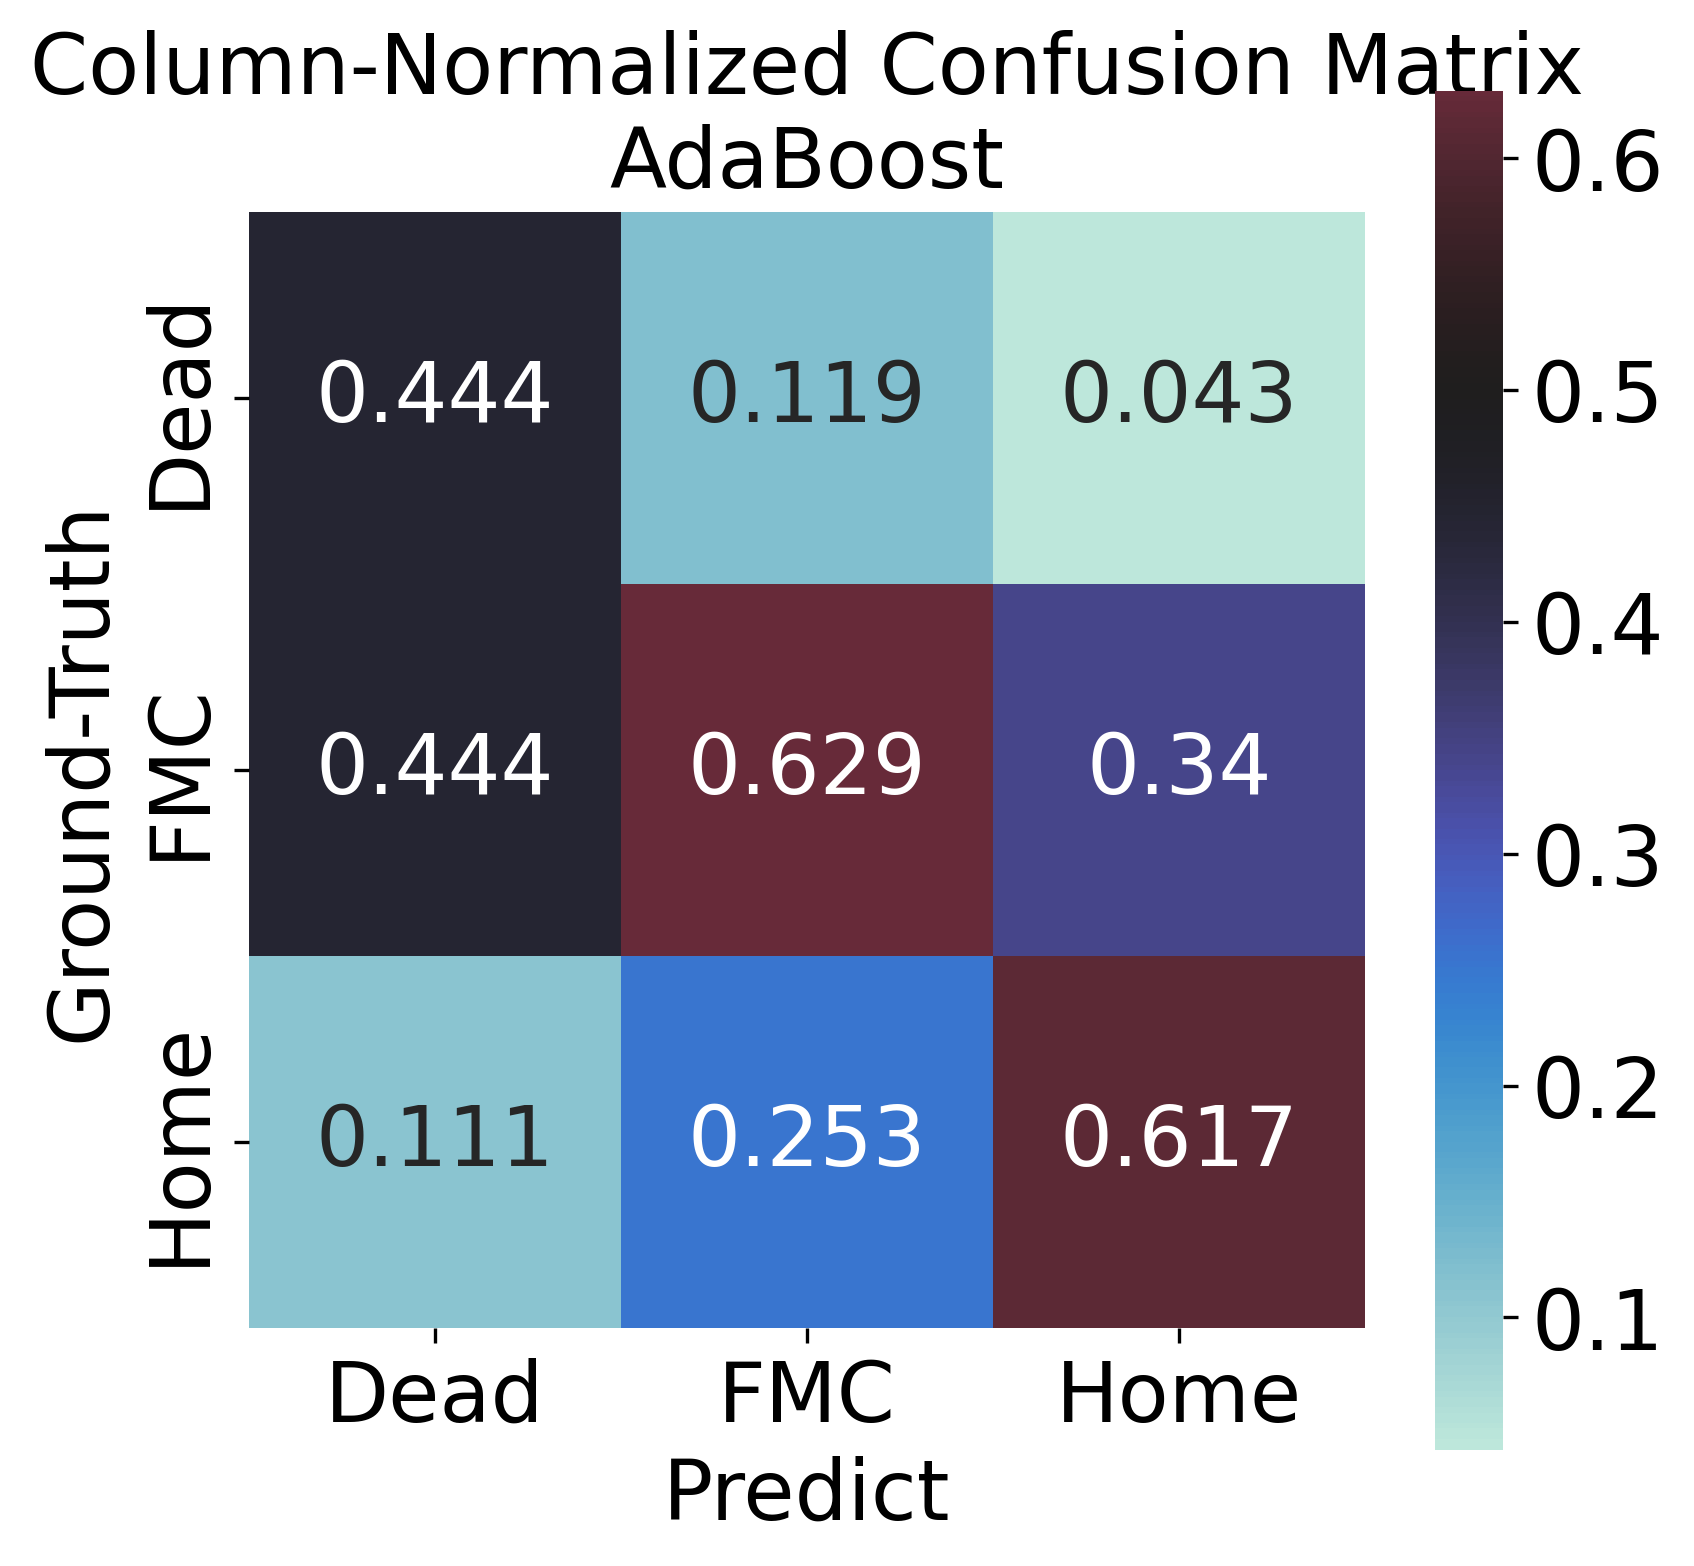 Column-Normalized Confusion Matrix
AdaBoost
Ground-Truth
Dead
0.444 0.119 0.043
FMC
0.444 0.629 0.34
Home
0.111 0.253 0.617
Dead FMC Home
Predict
0.6
0.5
0.4
0.3
0.2
0.1